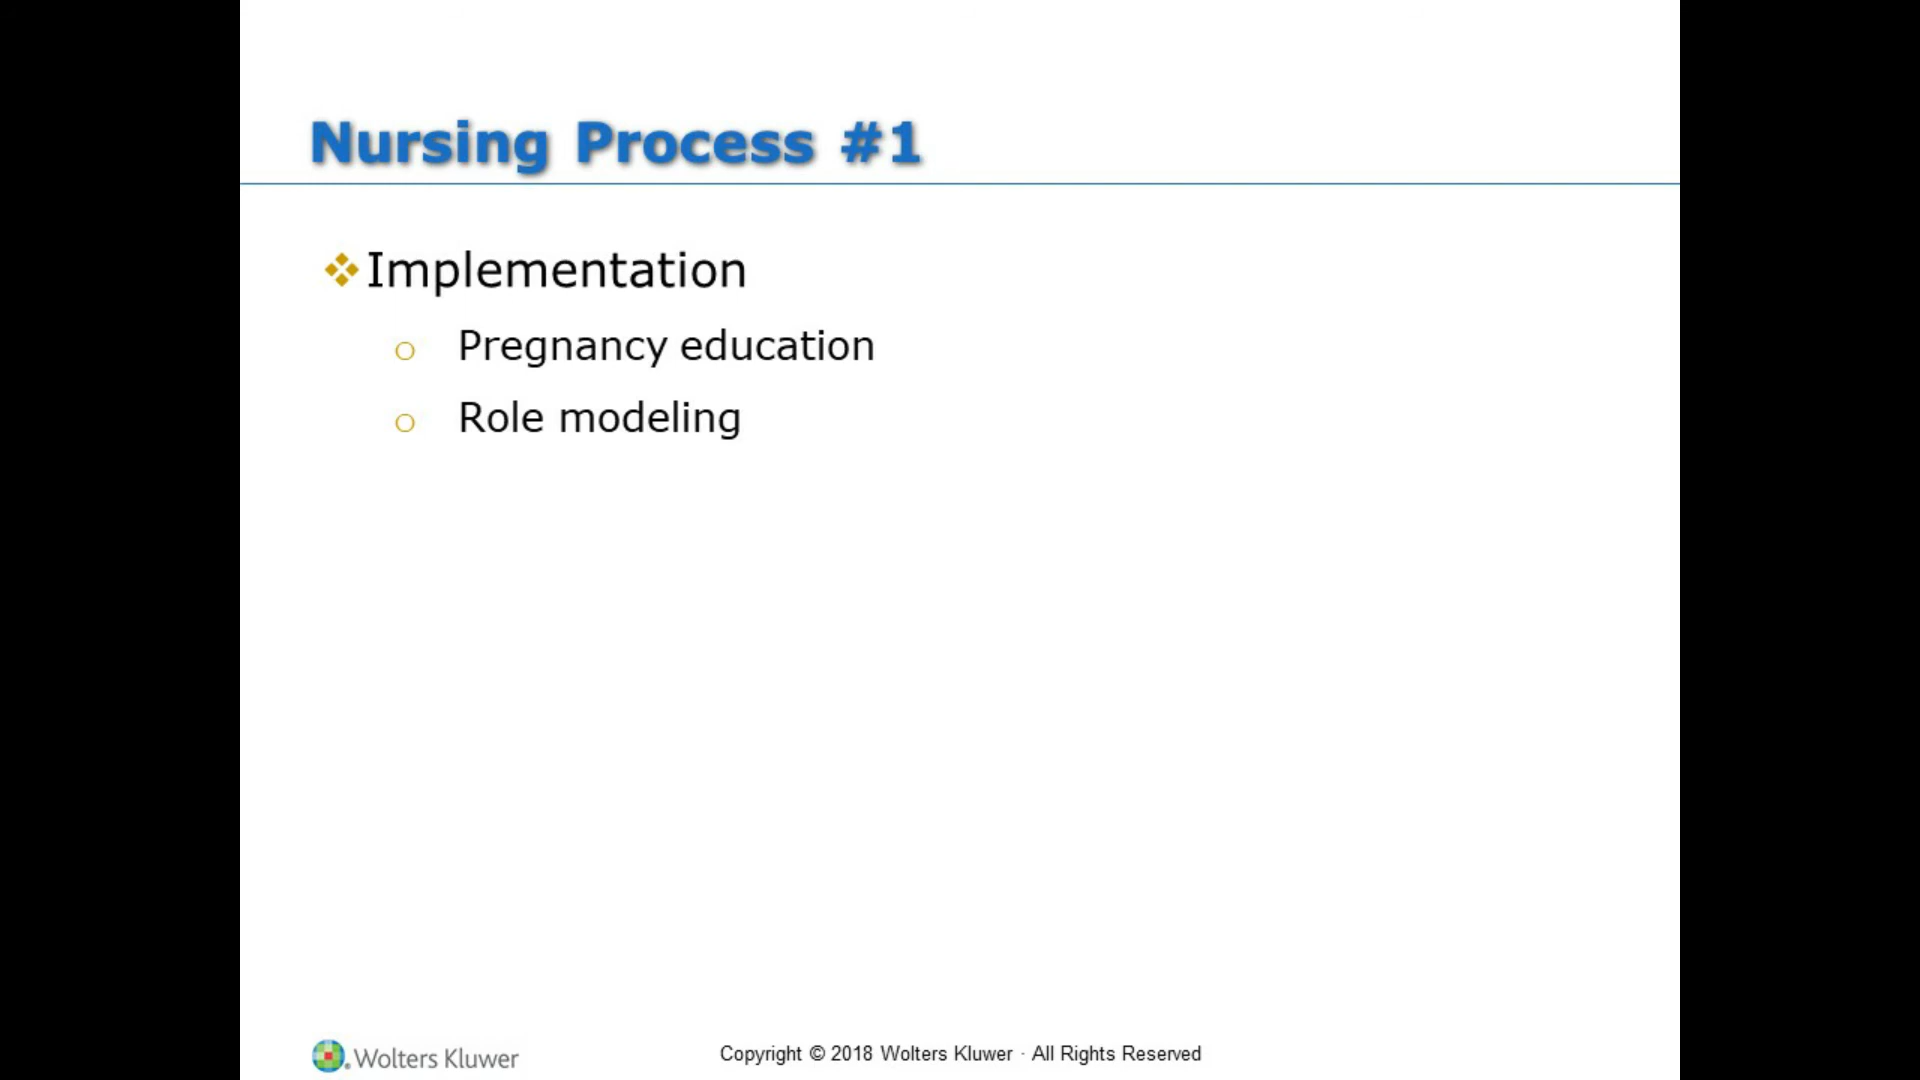 Nursing Process #1
❖Implementation
o Pregnancy education
o Role modeling
Wolters Kluwer
Copyright © 2018 Wolters Kluwer · All Rights Reserved